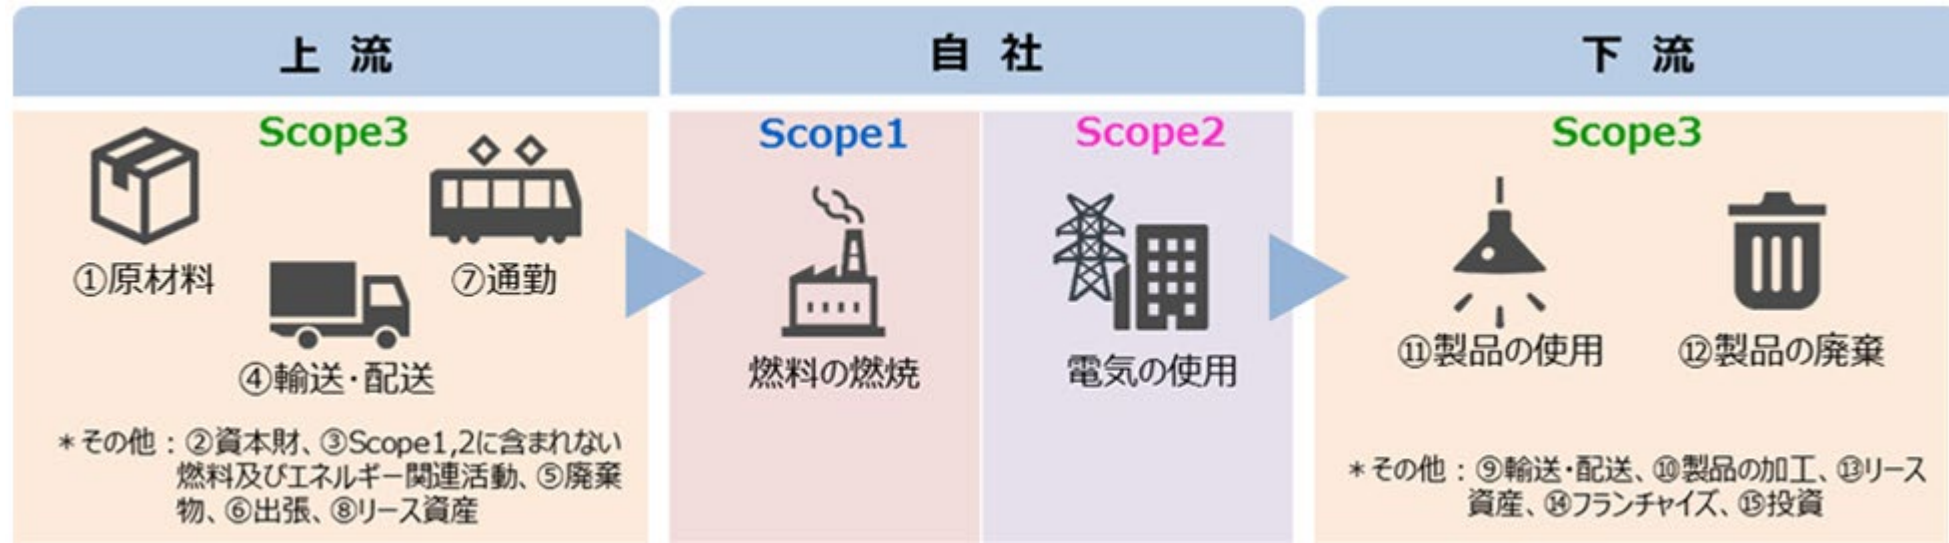 上 流
Scope3
①原材料
⑦通勤
④輸送・配送
＊その他：②資本財、③Scope1,2に含まれない
燃料及びエネルギー関連活動、⑤廃棄
物、⑥出張、⑧リース資産
自 社
Scope1
燃料の燃焼
Scope2
電気の使用
下 流
Scope3
⑪製品の使用
⑫製品の廃棄
＊その他：⑨輸送・配送、⑩製品の加工、⑬リース
資産、⑭フランチャイズ、⑮投資